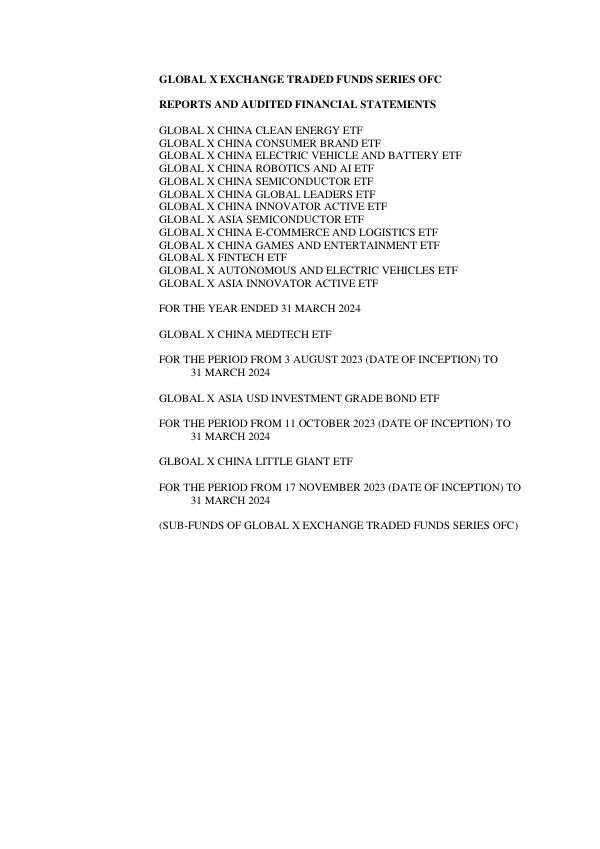 GLOBAL X EXCHANGE TRADED FUNDS SERIES OFC
REPORTS AND AUDITED FINANCIAL STATEMENTS
GLOBAL X CHINA CLEAN ENERGY ETF
GLOBAL X CHINA CONSUMER BRAND ETF
GLOBAL X CHINA ELECTRIC VEHICLE AND BATTERY ETF
GLOBAL X CHINA ROBOTICS AND AI ETF
GLOBAL X CHINA SEMICONDUCTOR ETF
GLOBAL X CHINA GLOBAL LEADERS ETF
GLOBAL X CHINA INNOVATOR ACTIVE ETF
GLOBAL X ASIA SEMICONDUCTOR ETF
GLOBAL X CHINA E-COMMERCE AND LOGISTICS ETF
GLOBAL X CHINA GAMES AND ENTERTAINMENT ETF
GLOBAL X FINTECH ETF
GLOBAL X AUTONOMOUS AND ELECTRIC VEHICLES ETF
GLOBAL X ASIA INNOVATOR ACTIVE ETF
FOR THE YEAR ENDED 31 MARCH 2024
GLOBAL X CHINA MEDTECH ETF
FOR THE PERIOD FROM 3 AUGUST 2023 (DATE OF INCEPTION) TO
31 MARCH 2024
GLOBAL X ASIA USD INVESTMENT GRADE BOND ETF
FOR THE PERIOD FROM 11 OCTOBER 2023 (DATE OF INCEPTION) TO
31 MARCH 2024
GLBOAL X CHINA LITTLE GIANT ETF
FOR THE PERIOD FROM 17 NOVEMBER 2023 (DATE OF INCEPTION) TO
31 MARCH 2024
(SUB-FUNDS OF GLOBAL X EXCHANGE TRADED FUNDS SERIES OFC)